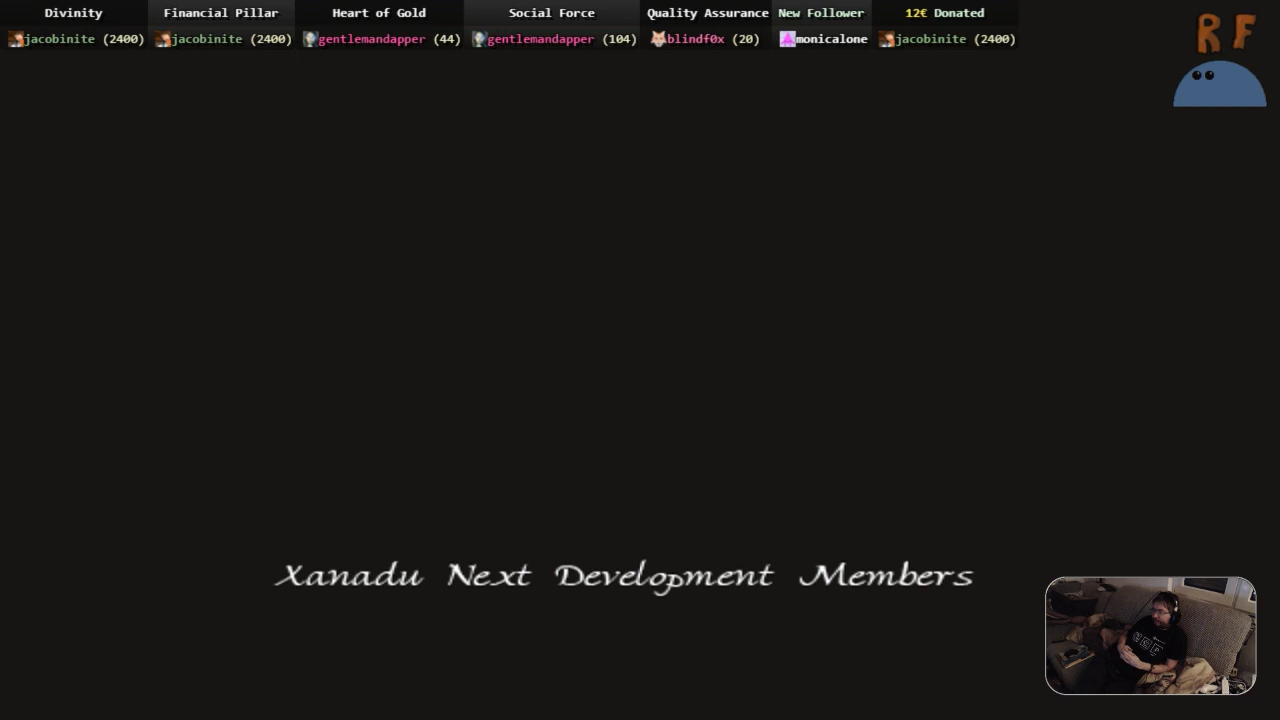 Divinity Financial Pillar Heart of Gold Social Force Quality Assurance New Follower 12€ Donated
jacobinite (2400) jacobinite (2400) gentlemandapper (44) gentlemandapper (104) blindf0x (20) monicalone jacobinite (2400)
R F
Xanadu Next Development Members